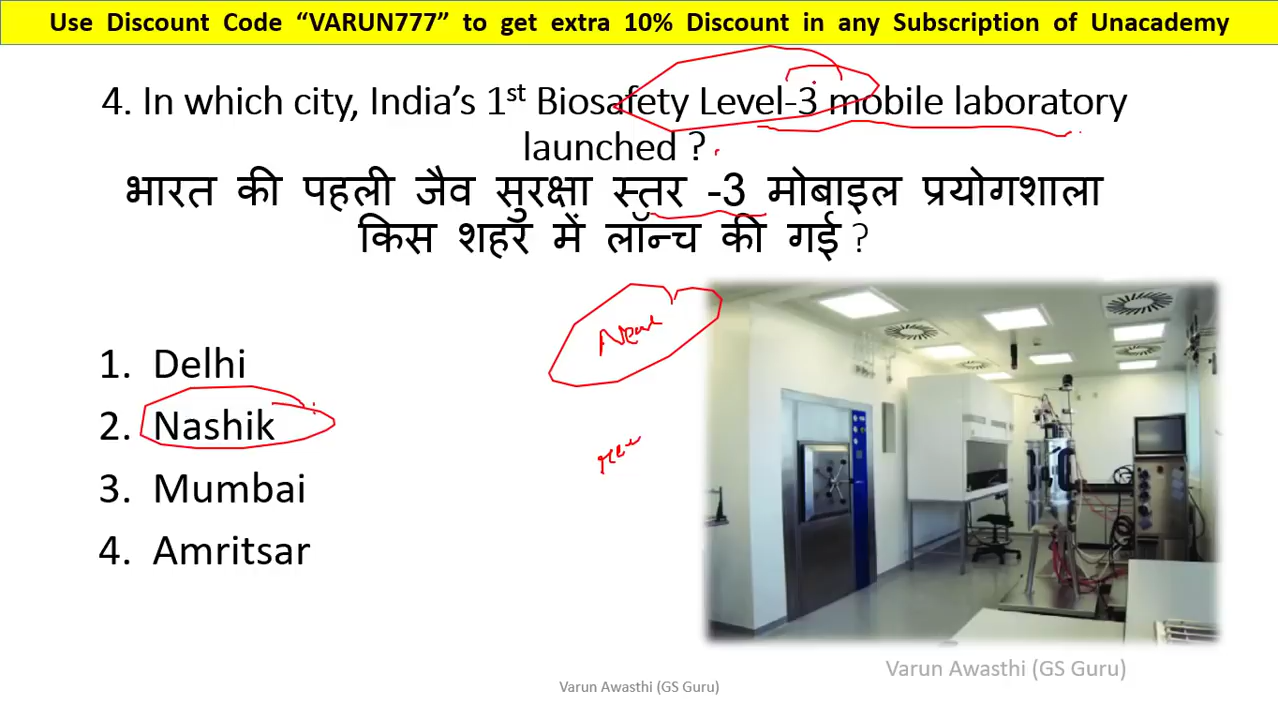 Use Discount Code “VARUN777” to get extra 10% Discount in any Subscription of Unacademy
4. In which city, India’s 1st Biosafety Level-3 mobile laboratory
launched ?
भारत की पहली जैव सुरक्षा स्तर -3 मोबाइल प्रयोगशाला
किस शहर में लॉन्च की गई ?
1. Delhi
2. Nashik
3. Mumbai
4. Amritsar
Varun Awasthi (GS Guru)
Varun Awasthi (GS Guru)